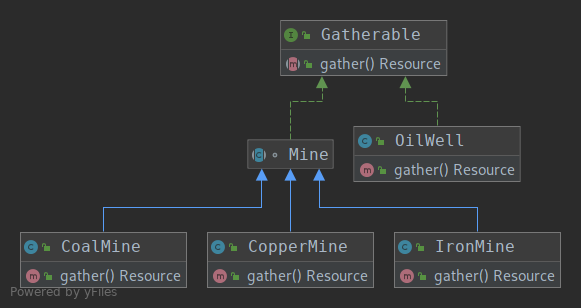 Gatherable
gather() Resource
Mine
OilWell
gather() Resource
CoalMine
gather() Resource
CopperMine
gather() Resource
IronMine
gather() Resource
Powered by yFiles